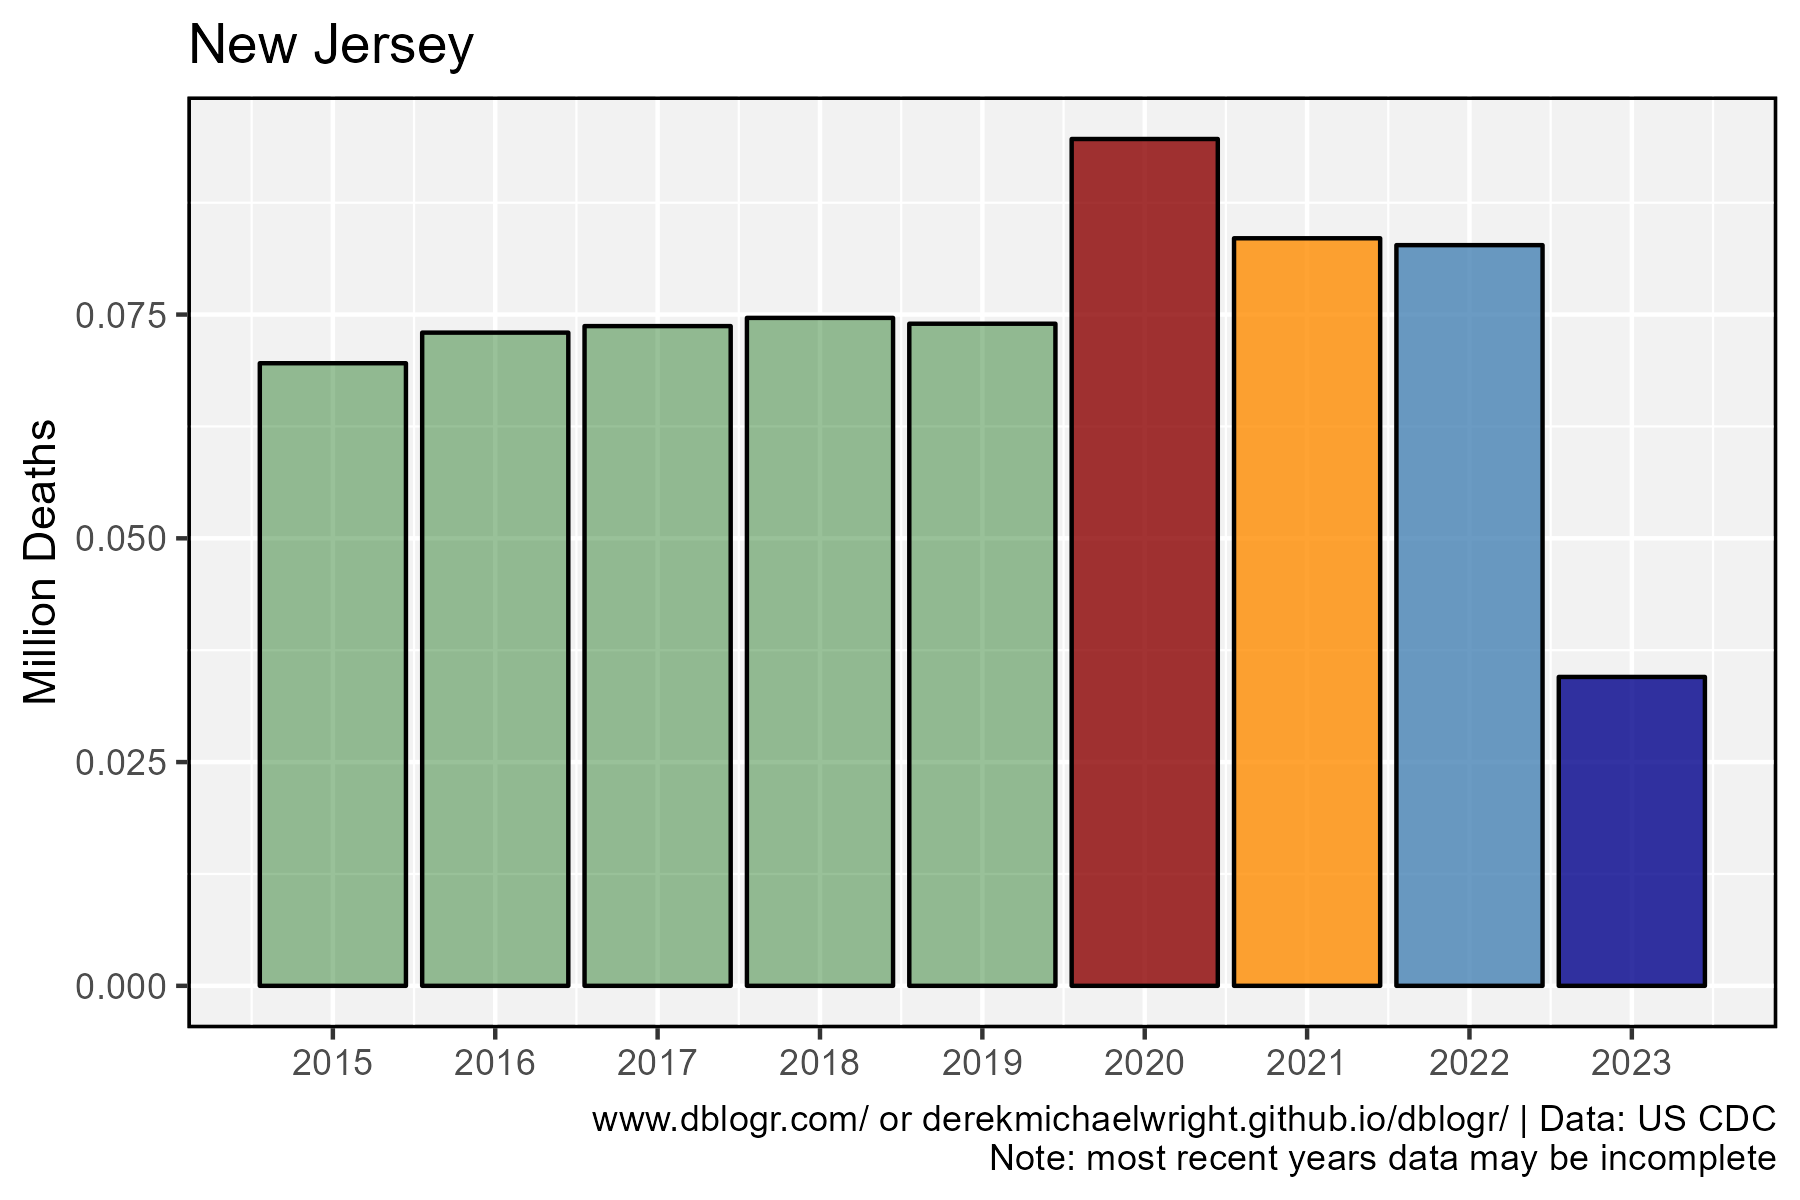 New Jersey
Million Deaths
0.075
0.050
0.025
0.000
2015 2016 2017 2018 2019 2020 2021 2022 2023
www.dblogr.com/ or derekmichaelwright.github.io/dblogr/ | Data: US CDC
Note: most recent years data may be incomplete